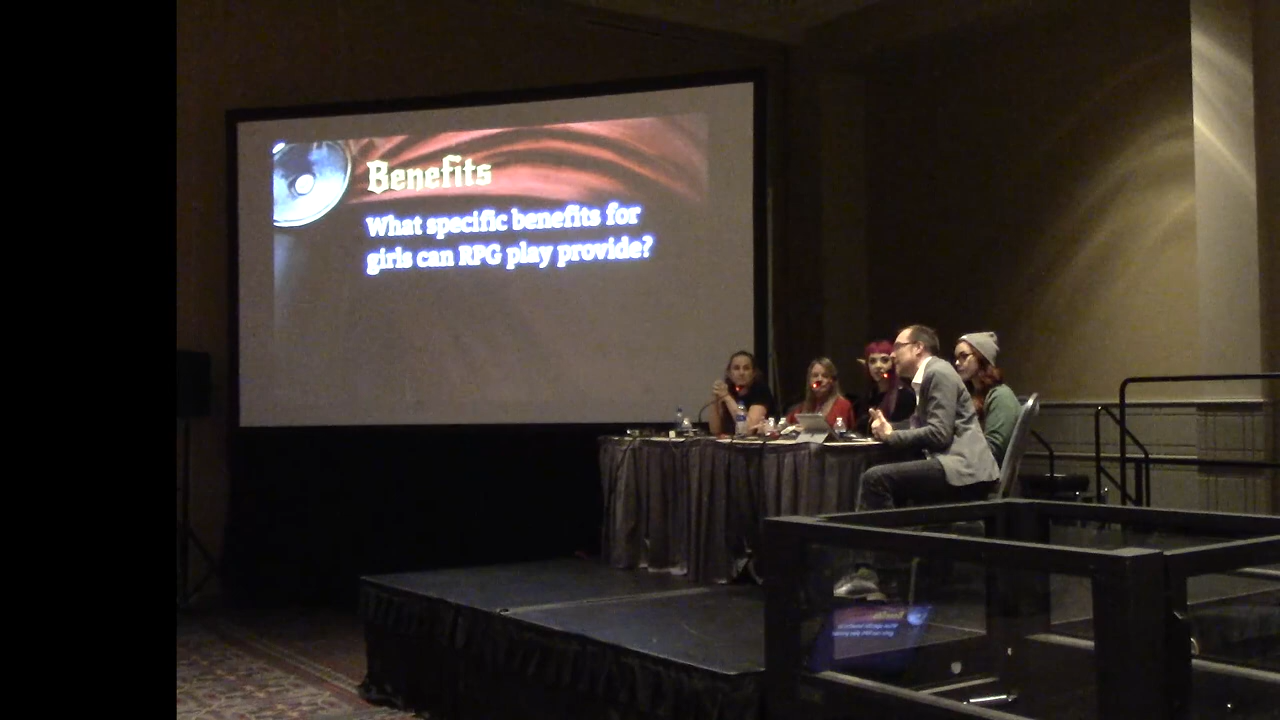 Benefits
What specific benefits for
girls can RPG play provide?